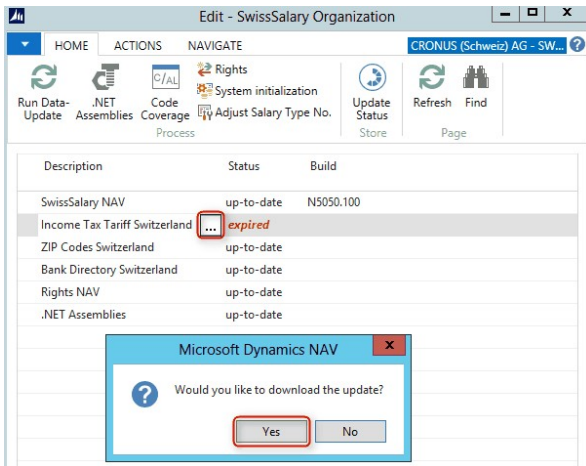 Edit - SwissSalary Organization
HOME ACTIONS NAVIGATE CRONUS (Schweiz) AG - SW... ?
Run Data-Update
.NET Assemblies
C/AL
Code Coverage
Rights
System initialization
Adjust Salary Type No.
Update Status
Refresh
Find
Process Store Page
Description Status Build
SwissSalary NAV up-to-date N5050.100
Income Tax Tariff Switzerland ... expired
ZIP Codes Switzerland up-to-date
Bank Directory Switzerland up-to-date
Rights NAV up-to-date
.NET Assemblies up-to-date
Microsoft Dynamics NAV x
? Would you like to download the update?
Yes No